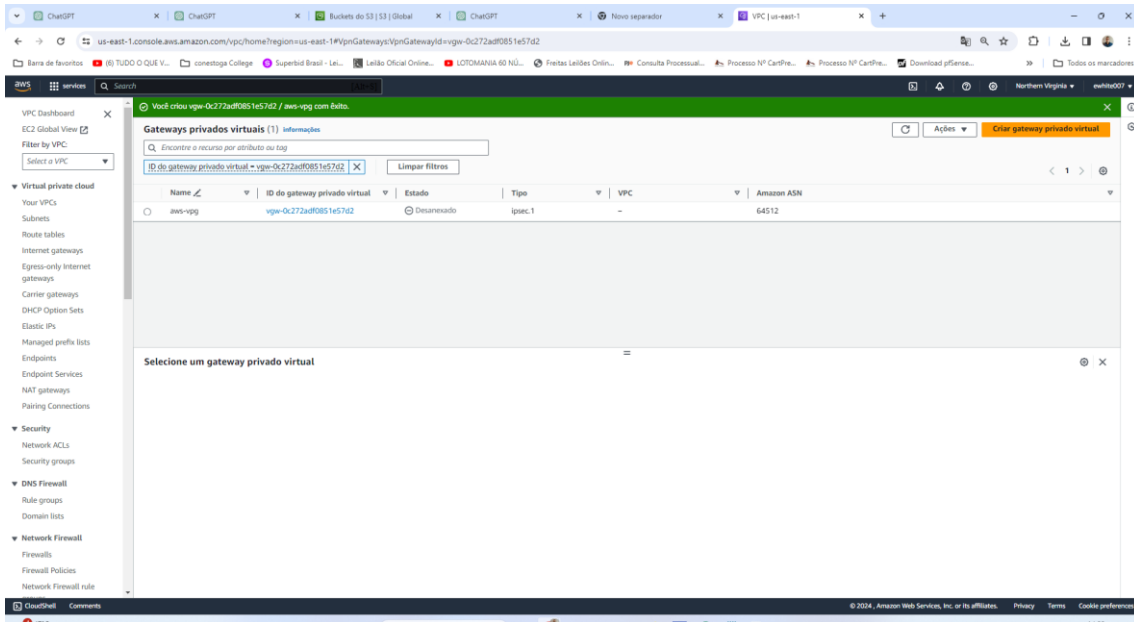 ChatGPT
ChatGPT
Buckets do S3 | S3 | Global
ChatGPT
Novo separador
VPC | us-east-1
us-east-1.console.aws.amazon.com/vpc/home?region=us-east-1#VpnGateways:VpnGatewayId=vgw-0c272adf0851e57d2
Barra de favoritos
(6) TUDO O QUE V...
conestoga College
Superbid Brasil - Lei...
Leilão Oficial Online...
LOTOMANIA 60 NÚ...
Freitas Leilões Onlin...
Consulta Processual...
Processo Nº CartPre...
Processo Nº CartPre...
Download pfSense...
Todos os marcadores
aws
services
Search
Northern Virginia
ewhite007
VPC Dashboard
EC2 Global View
Filter by VPC:
Select a VPC
Virtual private cloud
Your VPCs
Subnets
Route tables
Internet gateways
Egress-only Internet
gateways
Carrier gateways
DHCP Option Sets
Elastic IPs
Managed prefix lists
Endpoints
Endpoint Services
NAT gateways
Pairing Connections
Security
Network ACLs
Security groups
DNS Firewall
Rule groups
Domain lists
Network Firewall
Firewalls
Firewall Policies
Network Firewall rule
Você criou vgw-0c272adf0851e57d2 / aws-vpg com êxito.
Gateways privados virtuais (1) informações
Ações
Criar gateway privado virtual
Encontre o recurso por atributo ou tag
ID do gateway privado virtual = vgw-0c272adf0851e57d2
Limpar filtros
1
Name
ID do gateway privado virtual
Estado
Tipo
VPC
Amazon ASN
aws-vpg
vgw-0c272adf0851e57d2
Desanexado
ipsec.1
–
64512
Selecione um gateway privado virtual
CloudShell
Comments
© 2024, Amazon Web Services, Inc. or its affiliates.
Privacy
Terms
Cookie preferences